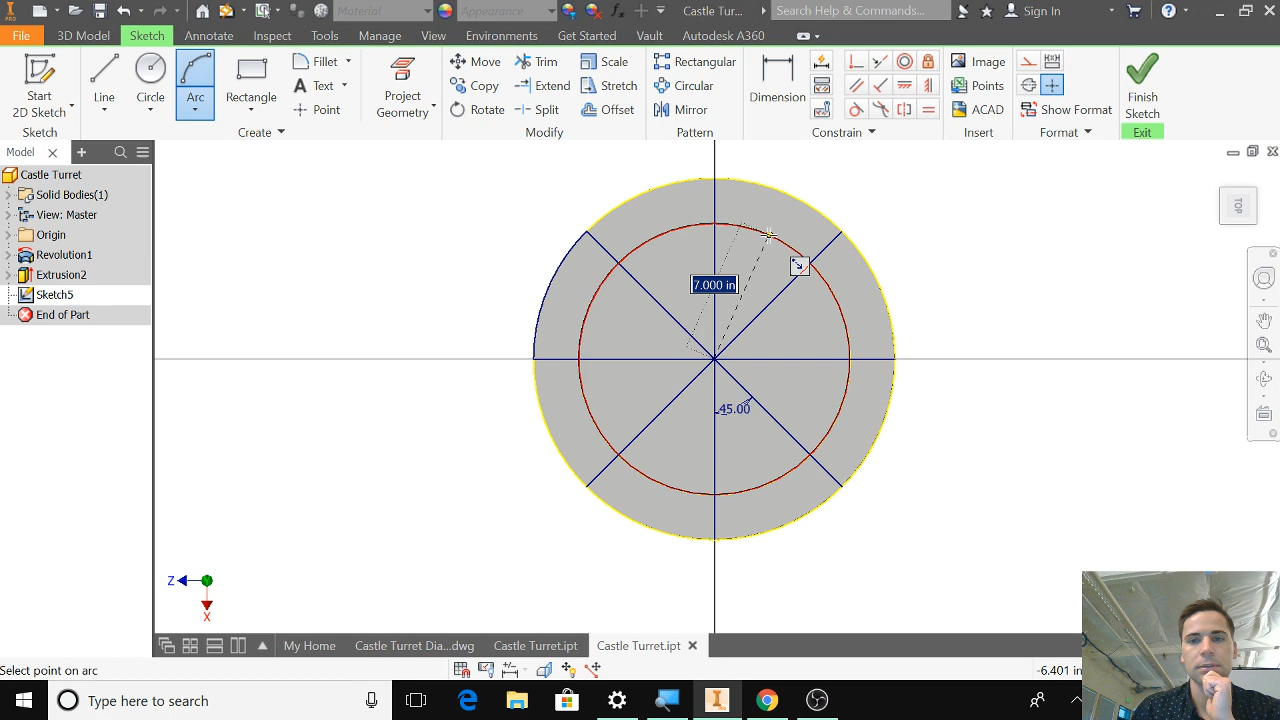 PRO
Material
Appearance
Castle Tur...
Search Help & Commands...
Sign In
File
3D Model
Sketch
Annotate
Inspect
Tools
Manage
View
Environments
Get Started
Vault
Autodesk A360
Start
2D Sketch
Line
Circle
Arc
Rectangle
Fillet
Text
Point
Project
Geometry
Move
Copy
Rotate
Trim
Extend
Split
Scale
Stretch
Offset
Rectangular
Circular
Mirror
Dimension
Image
Points
ACAD
Show Format
Finish
Sketch
Sketch
Create
Modify
Pattern
Constrain
Insert
Format
Exit
Model
Castle Turret
Solid Bodies(1)
View: Master
Origin
Revolution1
Extrusion2
Sketch5
End of Part
TOP
7.000 in
45.00
Z
X
My Home
Castle Turret Dia...dwg
Castle Turret.ipt
Castle Turret.ipt
Select point on arc
-6.401 in
Type here to search